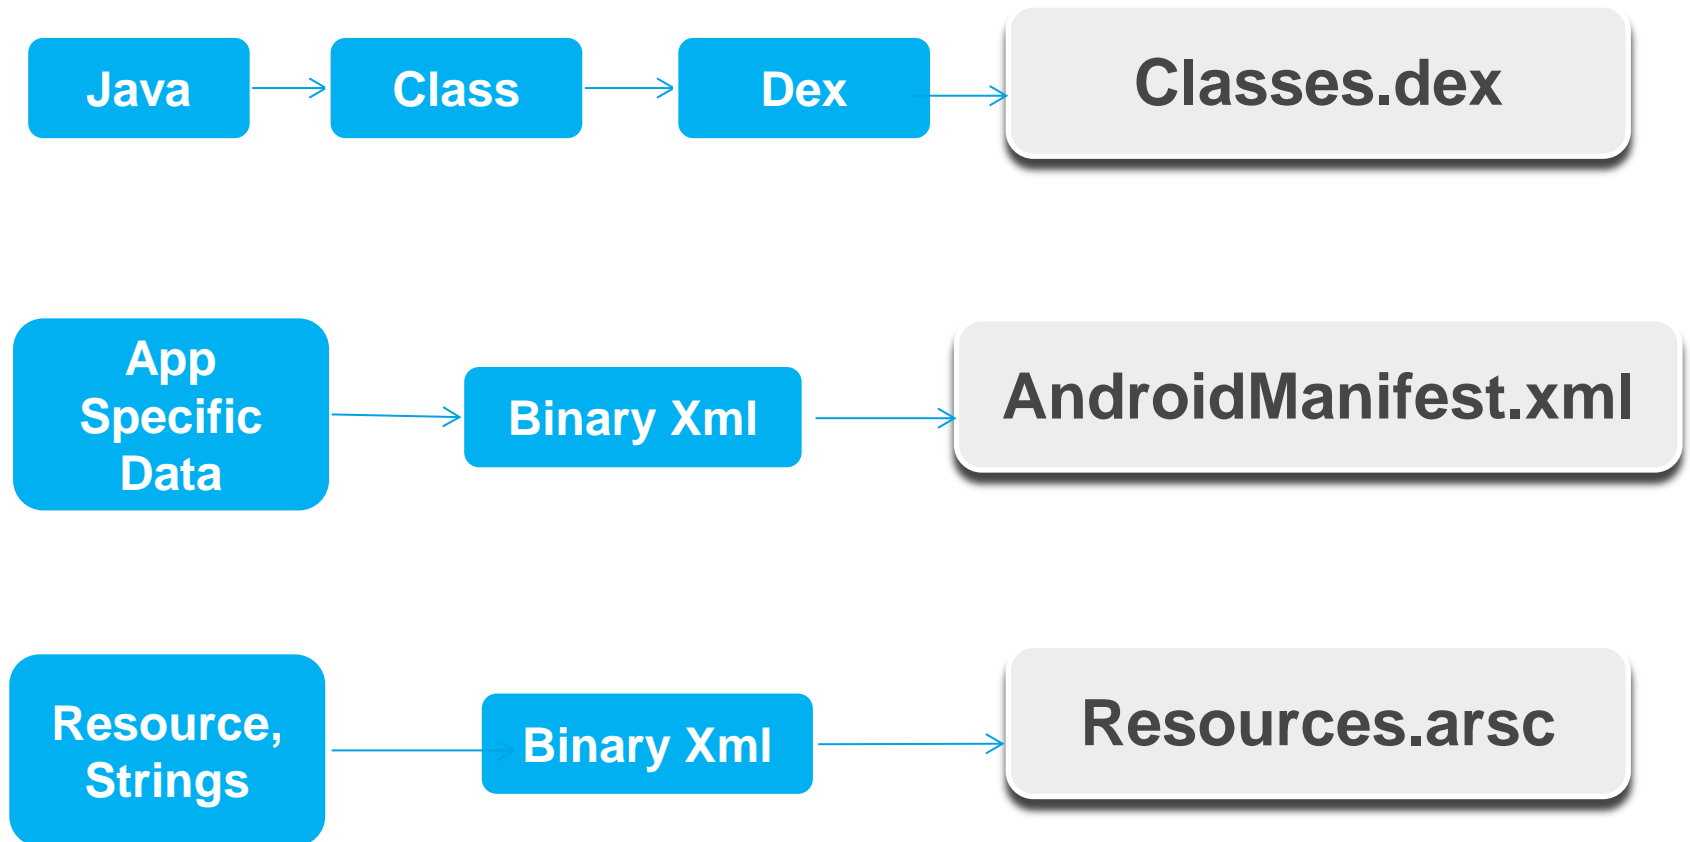 Java
Class
Dex
Classes.dex
App
Specific
Data
Binary Xml
AndroidManifest.xml
Resource,
Strings
Binary Xml
Resources.arsc